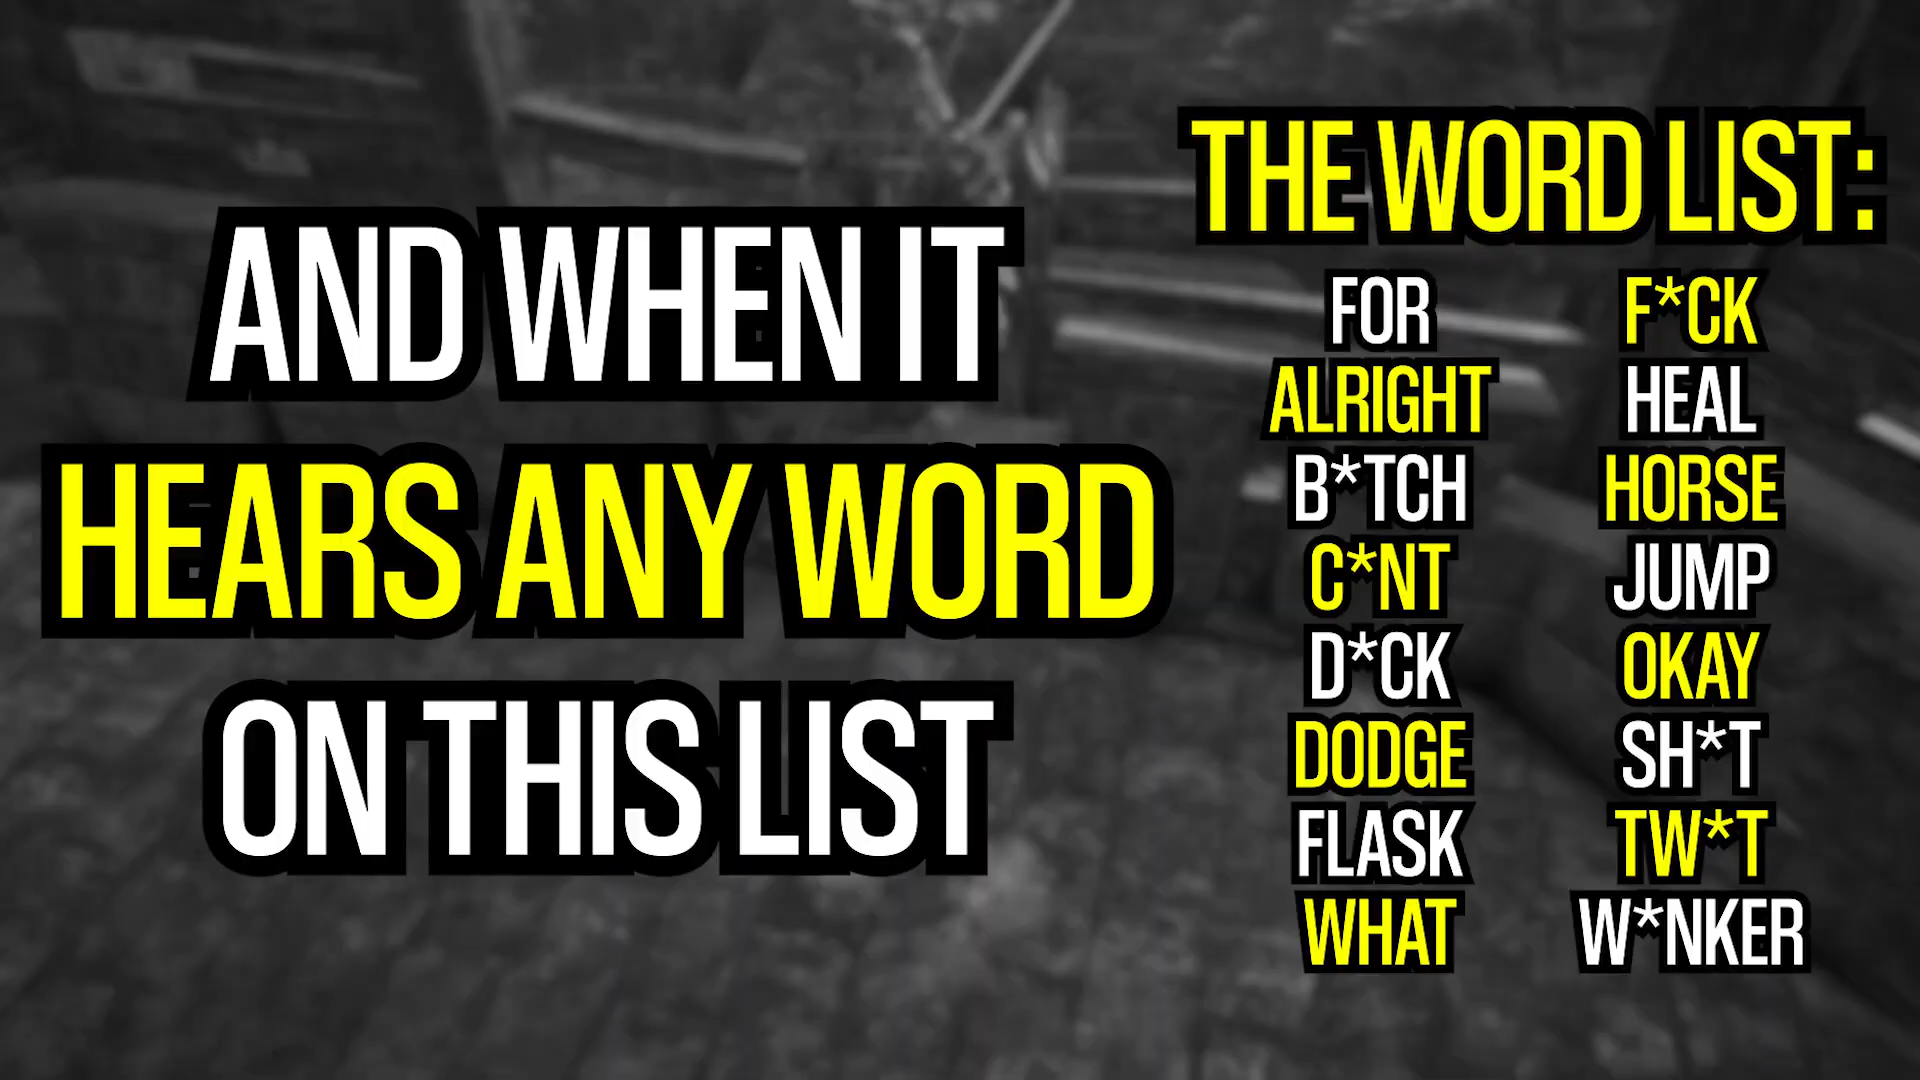 AND WHEN IT
HEARS ANY WORD
ON THIS LIST
THE WORD LIST:
FOR
ALRIGHT
B*TCH
C*NT
D*CK
DODGE
FLASK
WHAT
F*CK
HEAL
HORSE
JUMP
OKAY
SH*T
TW*T
W*NKER